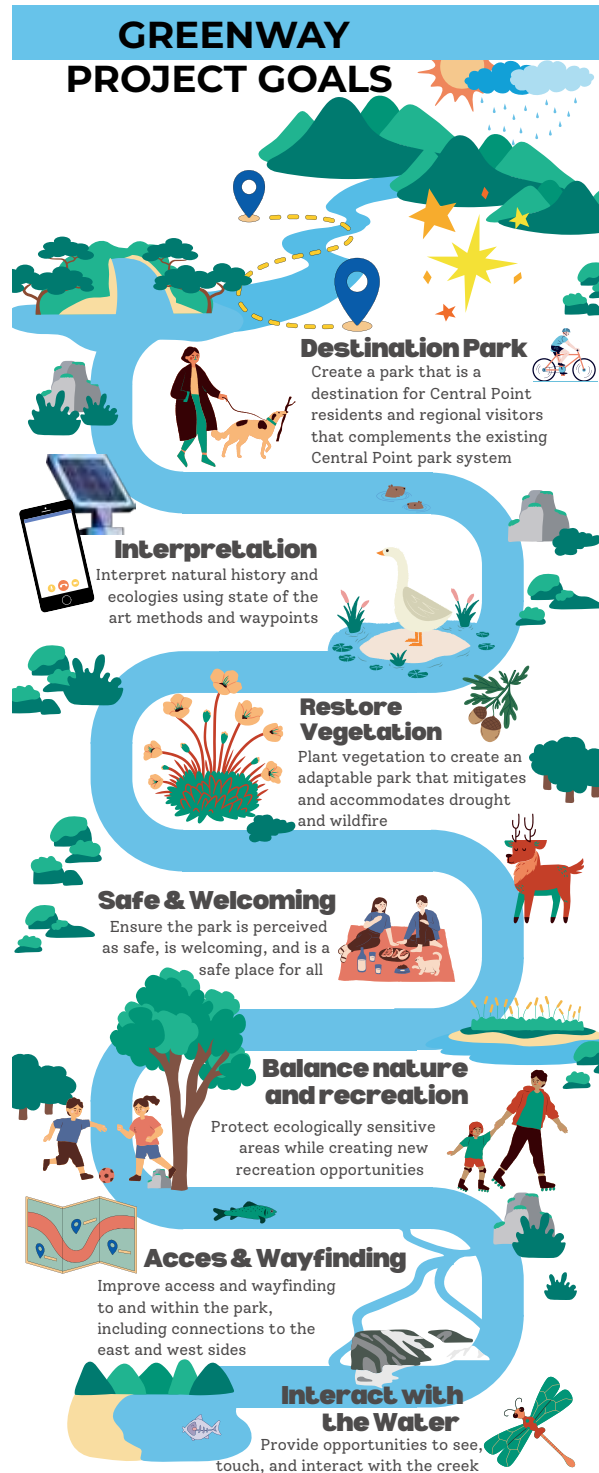 GREENWAY
PROJECT GOALS
Destination Park
Create a park that is a
destination for Central Point
residents and regional visitors
that complements the existing
Central Point park system
Interpretation
Interpret natural history and
ecologies using state of the
art methods and waypoints
Restore
Vegetation
Plant vegetation to create an
adaptable park that mitigates
and accommodates drought
and wildfire
Safe & Welcoming
Ensure the park is perceived
as safe, is welcoming, and is a
safe place for all
Balance nature
and recreation
Protect ecologically sensitive
areas while creating new
recreation opportunities
Acces & Wayfinding
Improve access and wayfinding
to and within the park,
including connections to the
east and west sides
Interact with
the Water
Provide opportunities to see,
touch, and interact with the creek